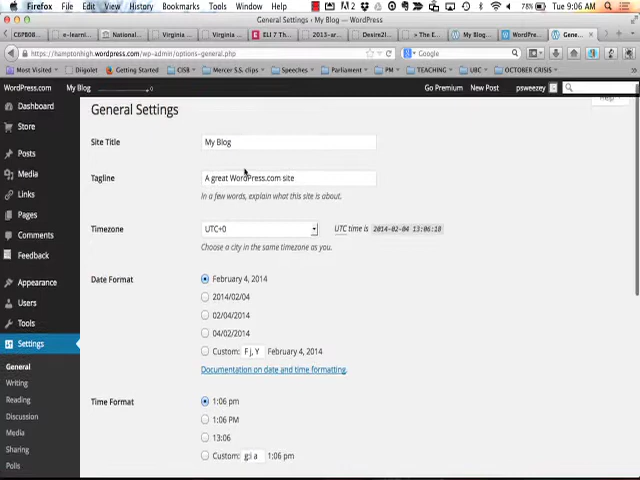 Firefox File Edit View History Bookmarks Tools Window Help 78% Tue 9:06 AM
General Settings ‹ My Blog — WordPress
e-learni... National... Virginia ... Virginia ... ELI 7 Th... 2013-ar... Desire2l... » The E... My Blog... WordPre... Gene...
https://hamptonhigh.wordpress.com/wp-admin/options-general.php Google
Most Visited Disqus Getting Started CISB Mercer S.S. clips Speeches Parliament PM TEACHING UBC OCTOBER CRISIS
WordPress.com My Blog Go Premium New Post psweezey
Help
Dashboard
Store
Posts
Media
Links
Pages
Comments
Feedback
Appearance
Users
Tools
Settings
General
Writing
Reading
Discussion
Media
Sharing
Polls
General Settings
Site Title My Blog
Tagline A great WordPress.com site
In a few words, explain what this site is about.
Timezone UTC+0 UTC time is 2014-02-04 13:06:18
Choose a city in the same timezone as you.
Date Format February 4, 2014
2014/02/04
02/04/2014
04/02/2014
Custom: F j, Y February 4, 2014
Documentation on date and time formatting.
Time Format 1:06 pm
1:06 PM
13:06
Custom: g:i a 1:06 pm